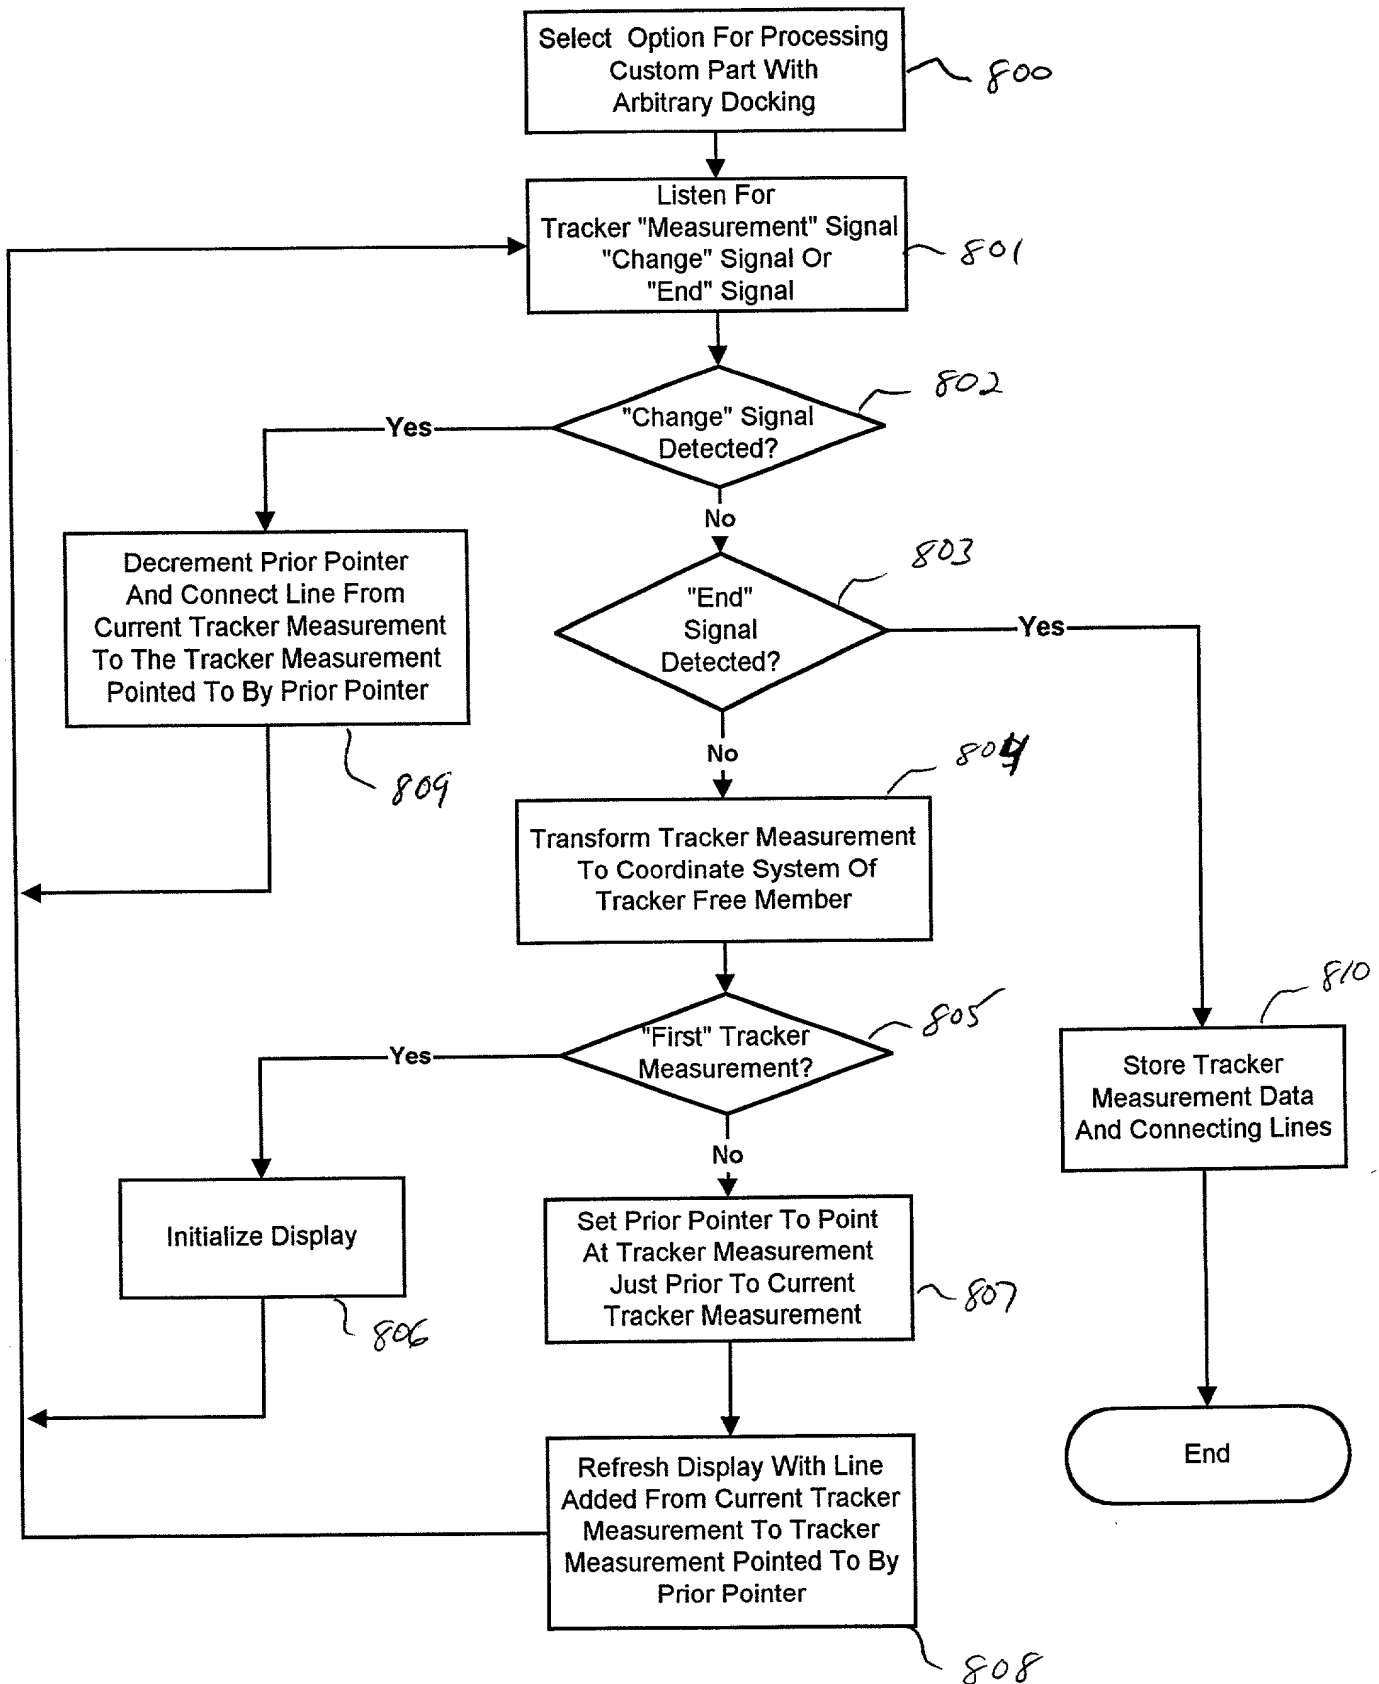 Select Option For Processing
Custom Part With
Arbitrary Docking
800
Listen For
Tracker "Measurement" Signal
"Change" Signal Or
"End" Signal
801
"Change" Signal
Detected?
802
Yes
No
Decrement Prior Pointer
And Connect Line From
Current Tracker Measurement
To The Tracker Measurement
Pointed To By Prior Pointer
809
"End"
Signal
Detected?
803
Yes
No
Transform Tracker Measurement
To Coordinate System Of
Tracker Free Member
804
"First" Tracker
Measurement?
805
Yes
No
Store Tracker
Measurement Data
And Connecting Lines
810
Initialize Display
806
Set Prior Pointer To Point
At Tracker Measurement
Just Prior To Current
Tracker Measurement
807
Refresh Display With Line
Added From Current Tracker
Measurement To Tracker
Measurement Pointed To By
Prior Pointer
808
End